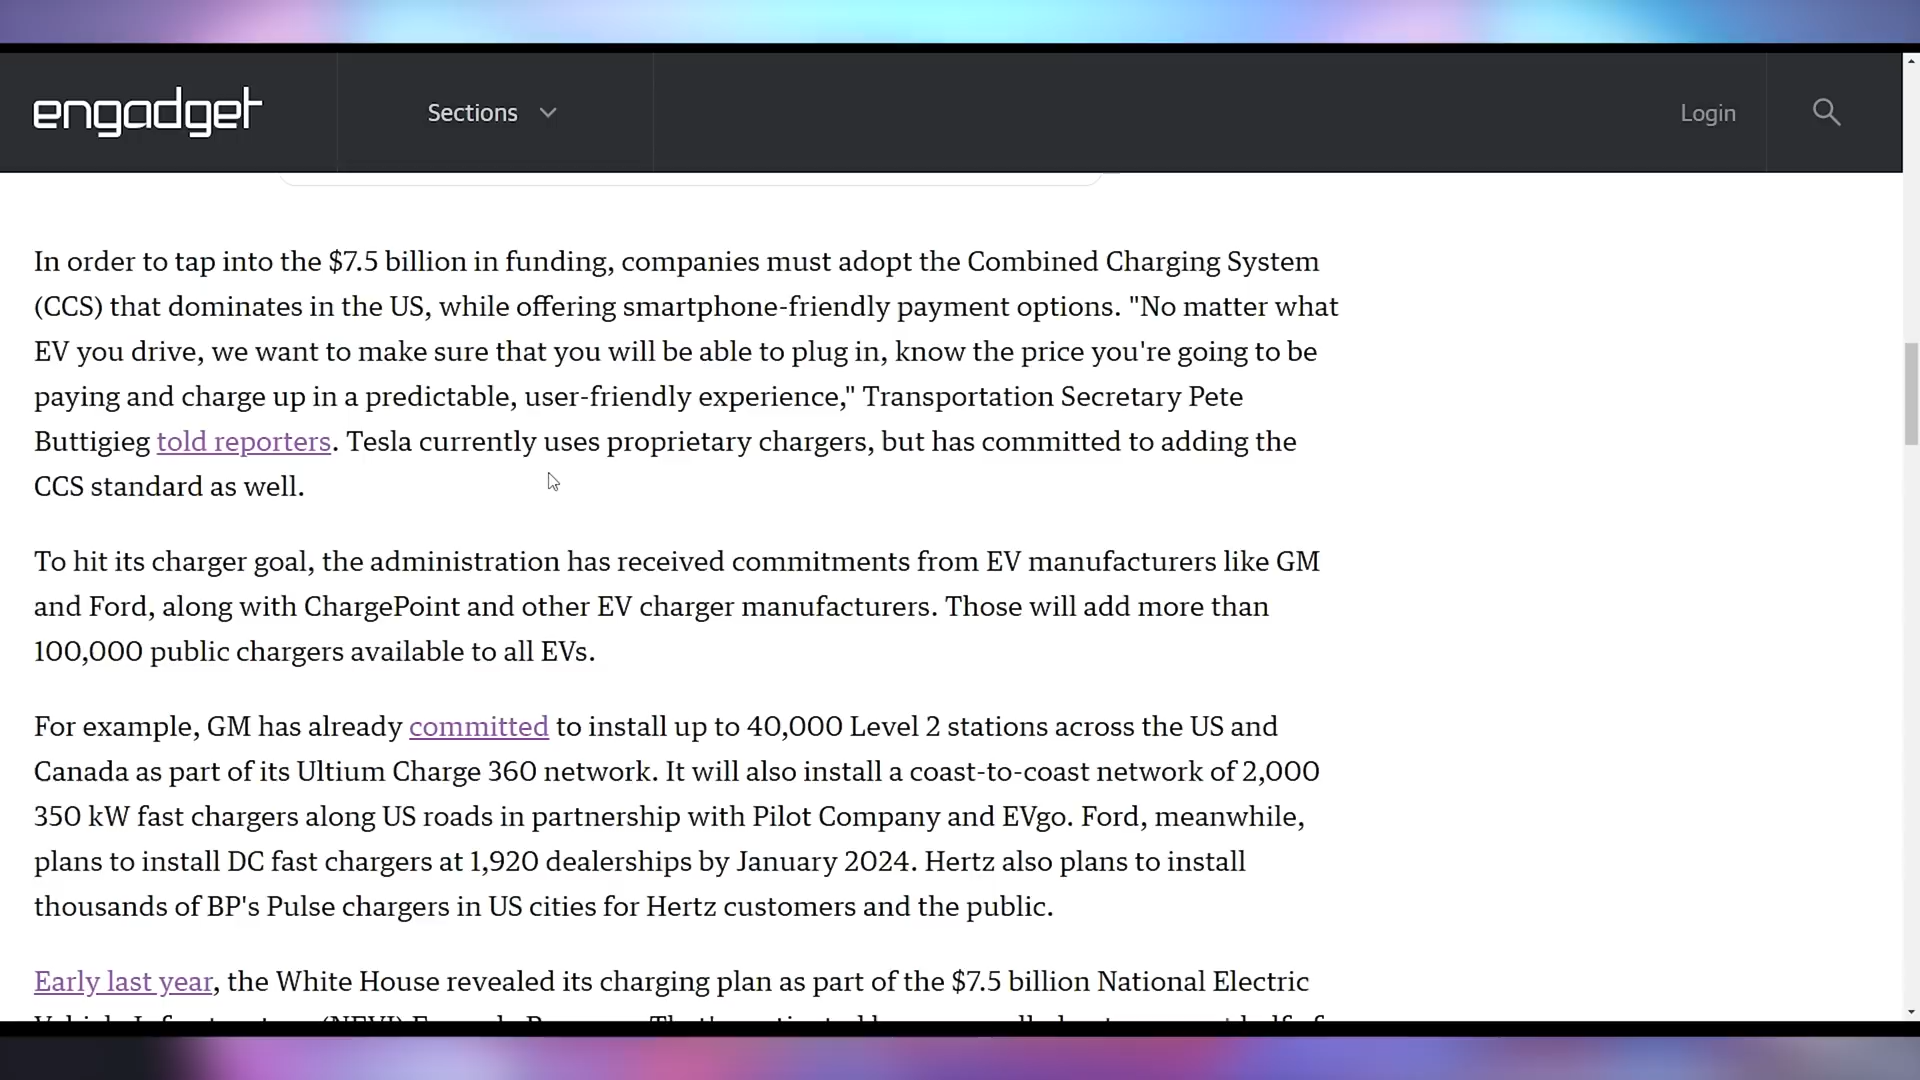 engadget
Sections
Login
In order to tap into the $7.5 billion in funding, companies must adopt the Combined Charging System
(CCS) that dominates in the US, while offering smartphone-friendly payment options. "No matter what
EV you drive, we want to make sure that you will be able to plug in, know the price you're going to be
paying and charge up in a predictable, user-friendly experience," Transportation Secretary Pete
Buttigieg told reporters. Tesla currently uses proprietary chargers, but has committed to adding the
CCS standard as well.
To hit its charger goal, the administration has received commitments from EV manufacturers like GM
and Ford, along with ChargePoint and other EV charger manufacturers. Those will add more than
100,000 public chargers available to all EVs.
For example, GM has already committed to install up to 40,000 Level 2 stations across the US and
Canada as part of its Ultium Charge 360 network. It will also install a coast-to-coast network of 2,000
350 kW fast chargers along US roads in partnership with Pilot Company and EVgo. Ford, meanwhile,
plans to install DC fast chargers at 1,920 dealerships by January 2024. Hertz also plans to install
thousands of BP's Pulse chargers in US cities for Hertz customers and the public.
Early last year, the White House revealed its charging plan as part of the $7.5 billion National Electric